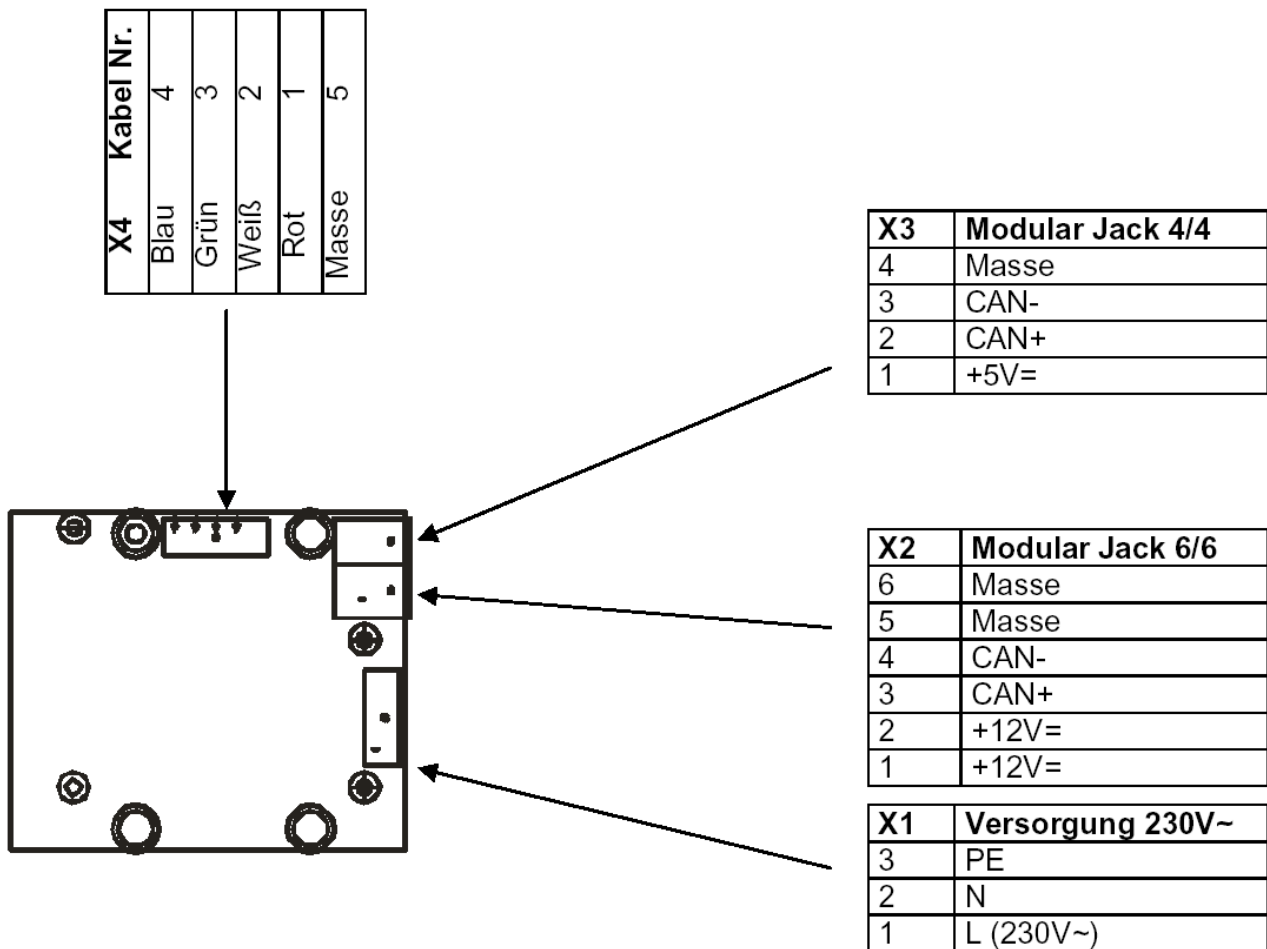 X4 Kabel Nr.
Blau 4
Grün 3
Weiß 2
Rot 1
Masse 5
X3 Modular Jack 4/4
4 Masse
3 CAN-
2 CAN+
1 +5V=
X2 Modular Jack 6/6
6 Masse
5 Masse
4 CAN-
3 CAN+
2 +12V=
1 +12V=
X1 Versorgung 230V~
3 PE
2 N
1 L (230V~)